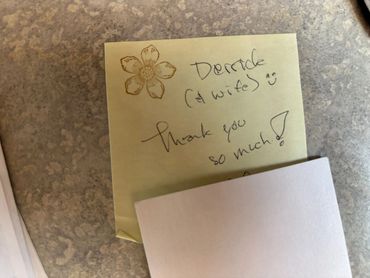 Derrick
(& wife) :)
Thank you
so much!